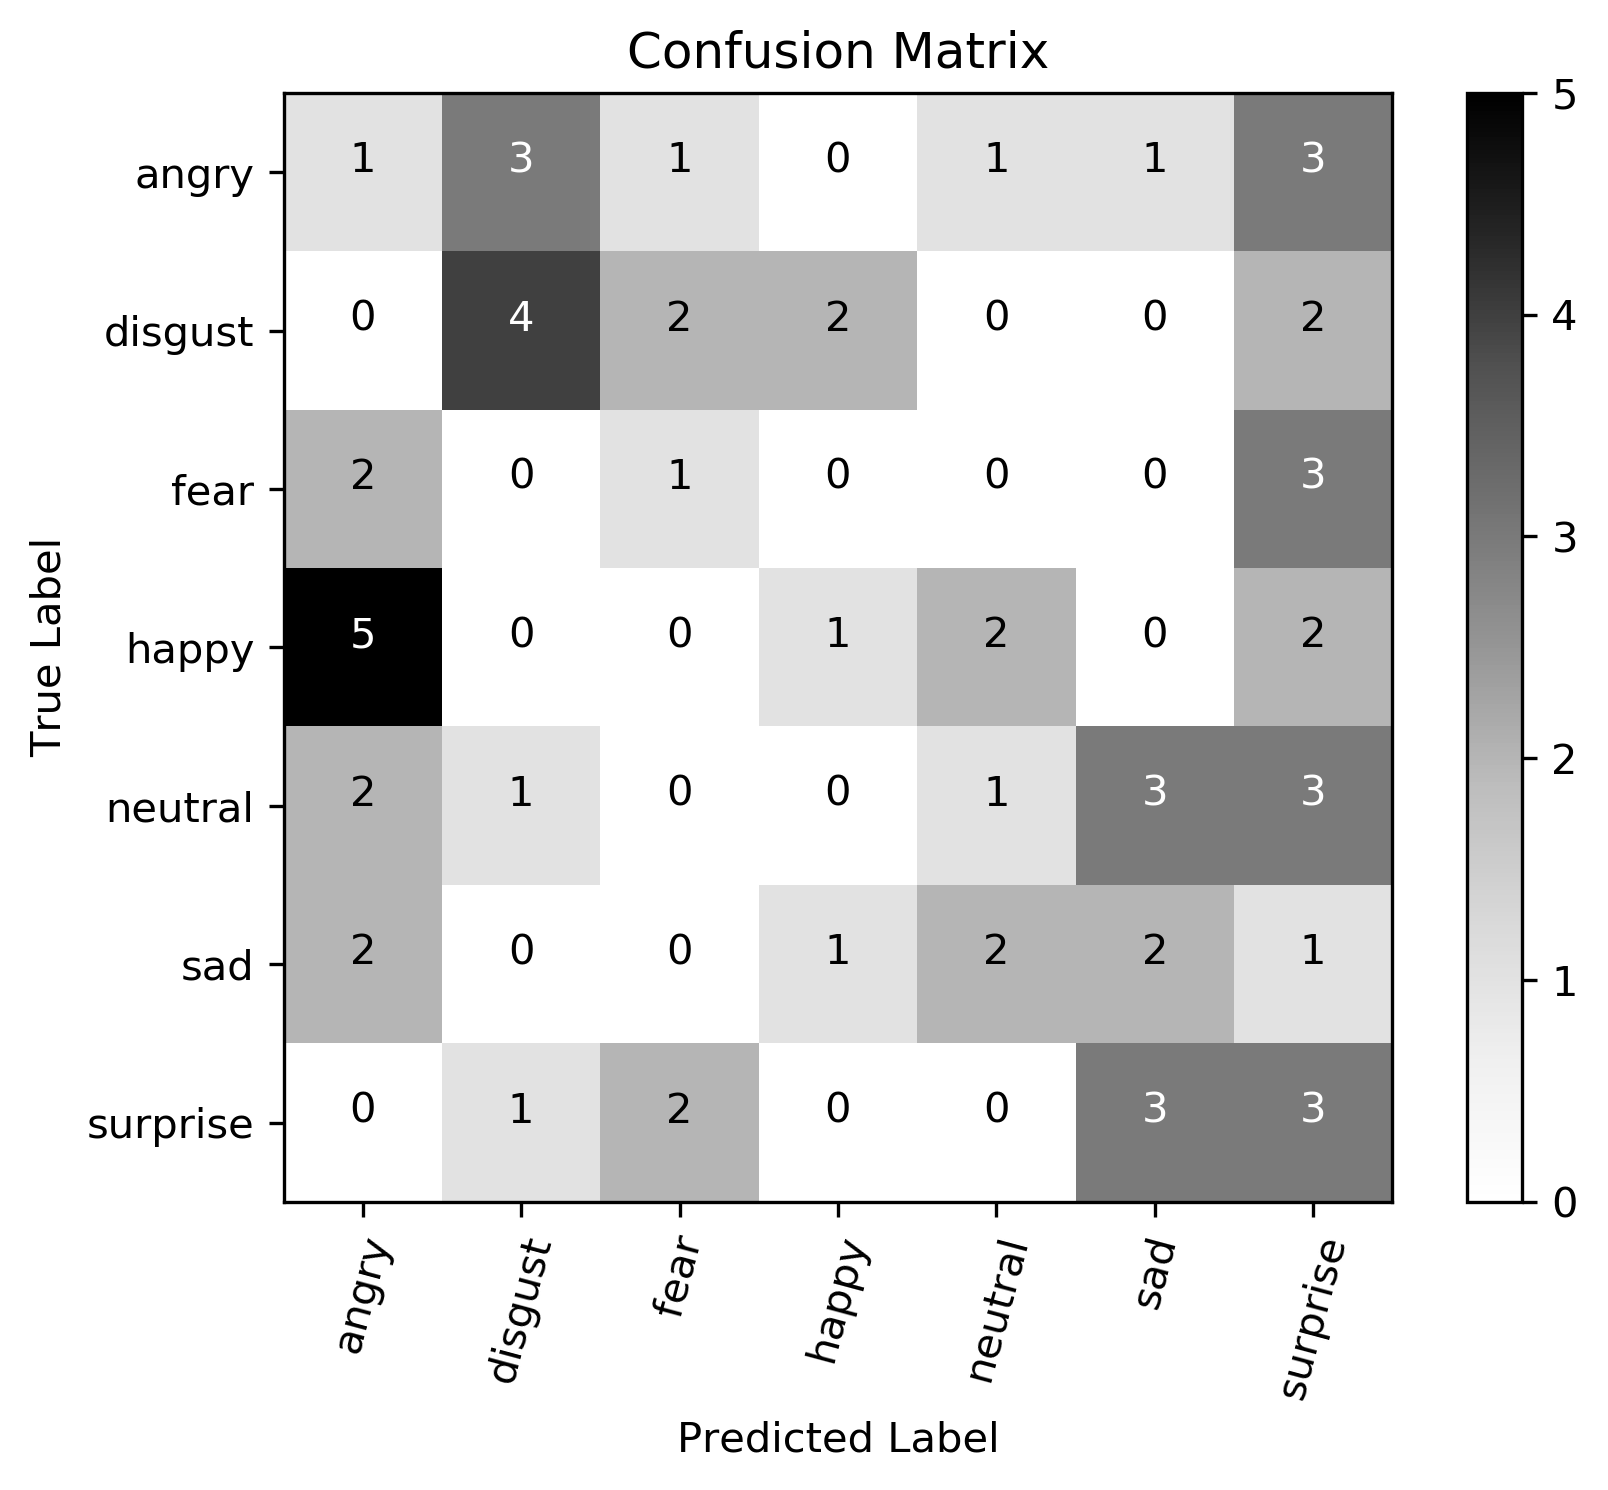 Confusion Matrix
angry 1 3 1 0 1 1 3
disgust 0 4 2 2 0 0 2
fear 2 0 1 0 0 0 3
happy 5 0 0 1 2 0 2
neutral 2 1 0 0 1 3 3
sad 2 0 0 1 2 2 1
surprise 0 1 2 0 0 3 3
True Label
angry disgust fear happy neutral sad surprise
Predicted Label
5
4
3
2
1
0